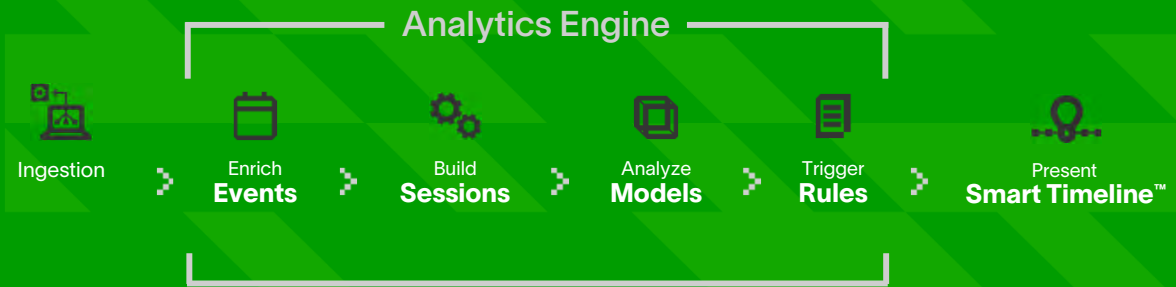 Analytics Engine
Ingestion
Enrich
Events
Build
Sessions
Analyze
Models
Trigger
Rules
Present
Smart Timeline™